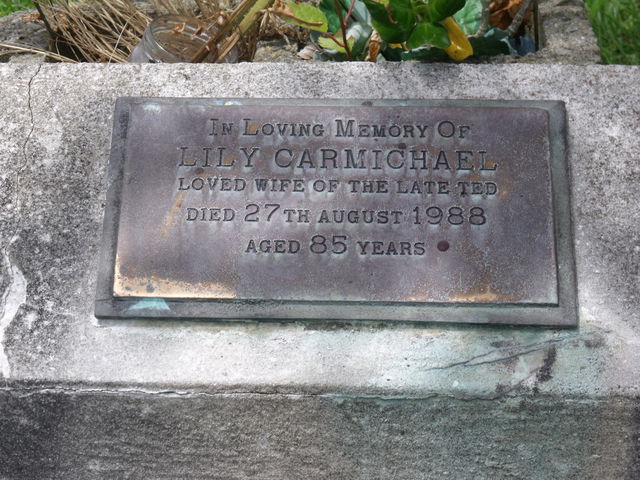 In Loving Memory Of
LILY CARMICHAEL
LOVED WIFE OF THE LATE TED
DIED 27TH AUGUST 1988
AGED 85 YEARS